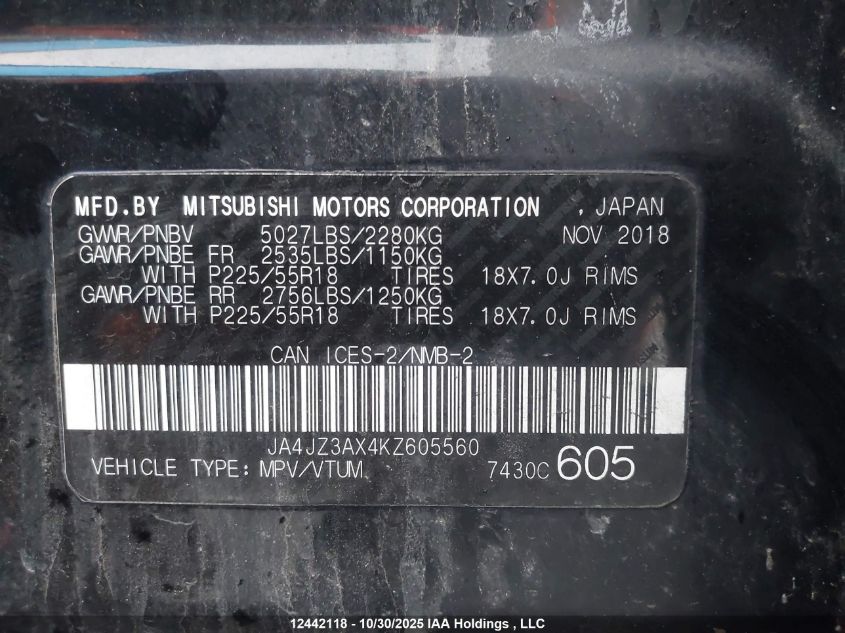 MFD.BY MITSUBISHI MOTORS CORPORATION , JAPAN
GWWR/PNBV 5027LBS/2280KG NOV 2018
GAWR/PNBE FR 2535LBS/1150KG
WITH P225/55R18 TIRES 18X7.0J RIMS
GAWR/PNBE RR 2756LBS/1250KG
WITH P225/55R18 TIRES 18X7.0J RIMS
CAN ICES-2/NMB-2
JA4JZ3AX4KZ605560
VEHICLE TYPE: MPV/VTUM 7430C 605
12442118 - 10/30/2025 IAA Holdings , LLC